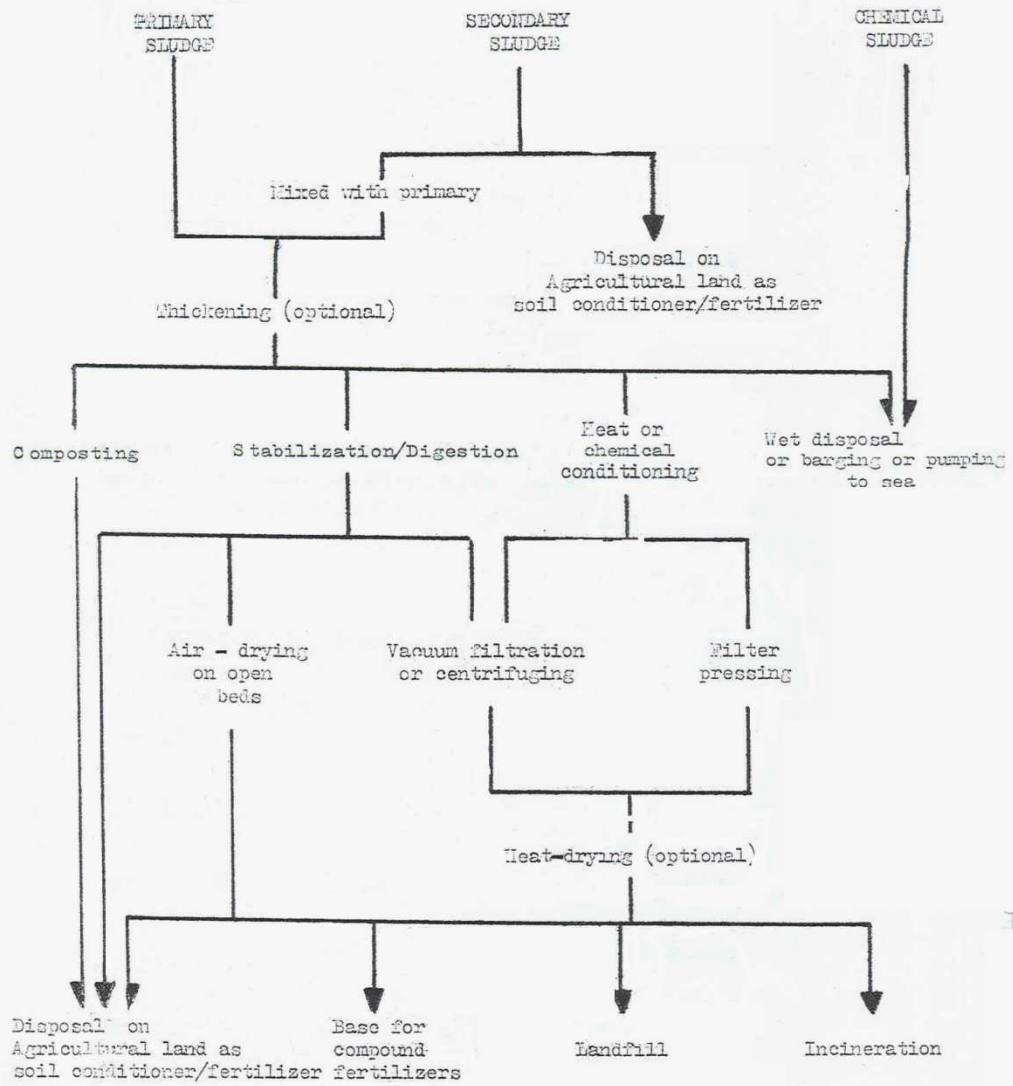 PRIMARY
SLUDGE
SECONDARY
SLUDGE
CHEMICAL
SLUDGE
Mixed with primary
Disposal on
Agricultural land as
soil conditioner/fertilizer
Thickening (optional)
Composting
Stabilization/Digestion
Heat or
chemical
conditioning
Wet disposal
or barging or pumping
to sea
Air - drying
on open
beds
Vacuum filtration
or centrifuging
Filter
pressing
Heat-drying (optional)
Disposal on
Agricultural land as
soil conditioner/fertilizer
Base for
compound
fertilizers
Landfill
Incineration